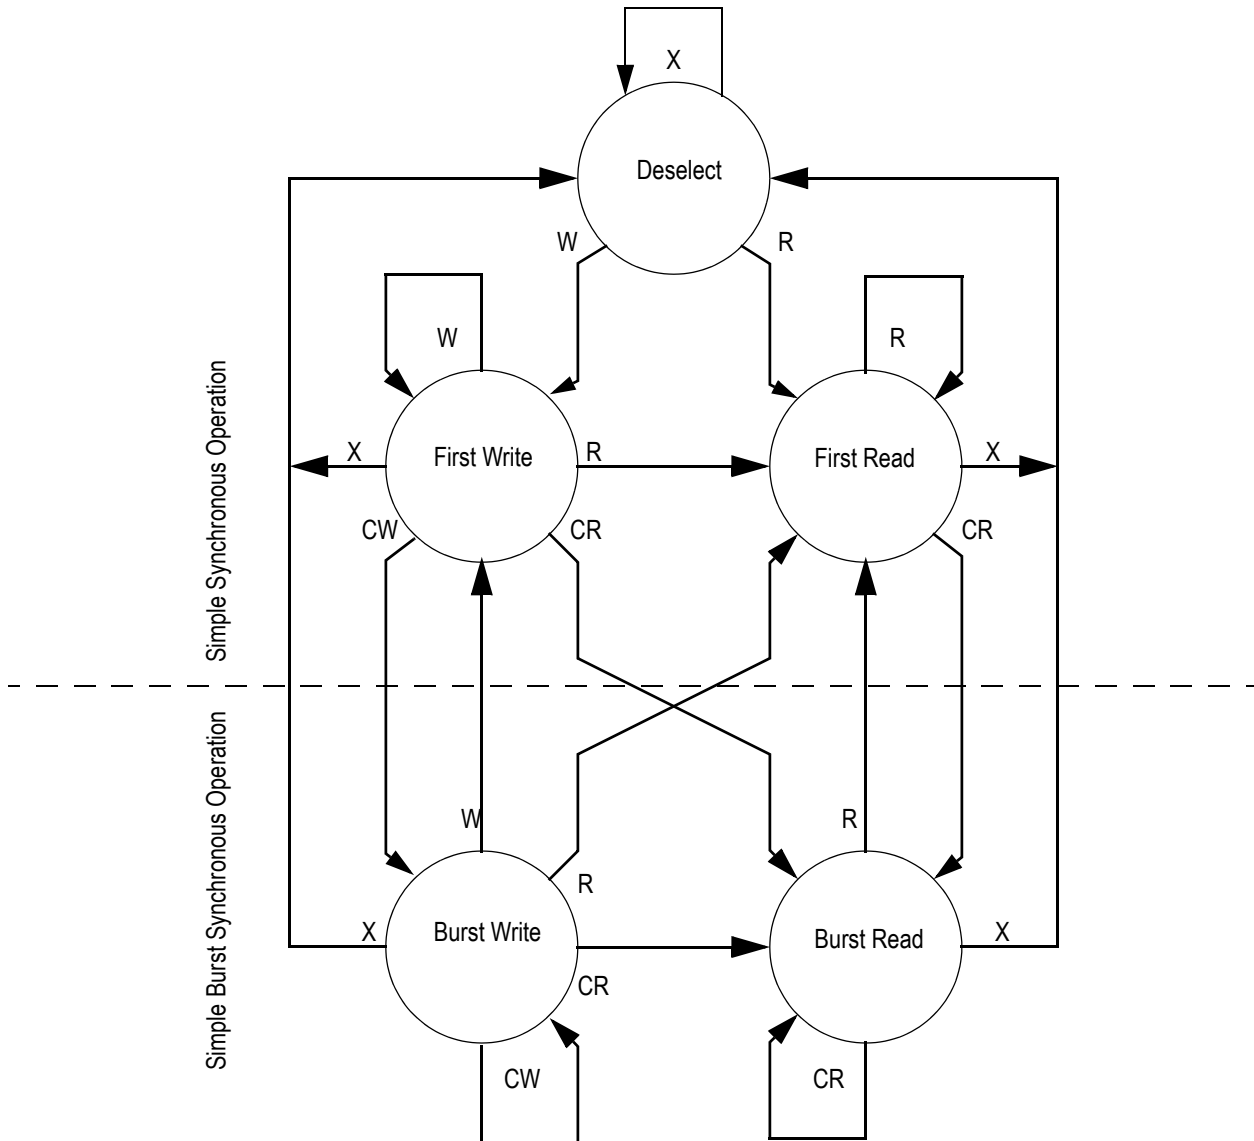 X
Deselect
W
R
W
R
X
First Write
R
First Read
X
CW
CR
CR
Simple Synchronous Operation
Simple Burst Synchronous Operation
W
R
R
X
Burst Write
Burst Read
X
CR
CW
CR